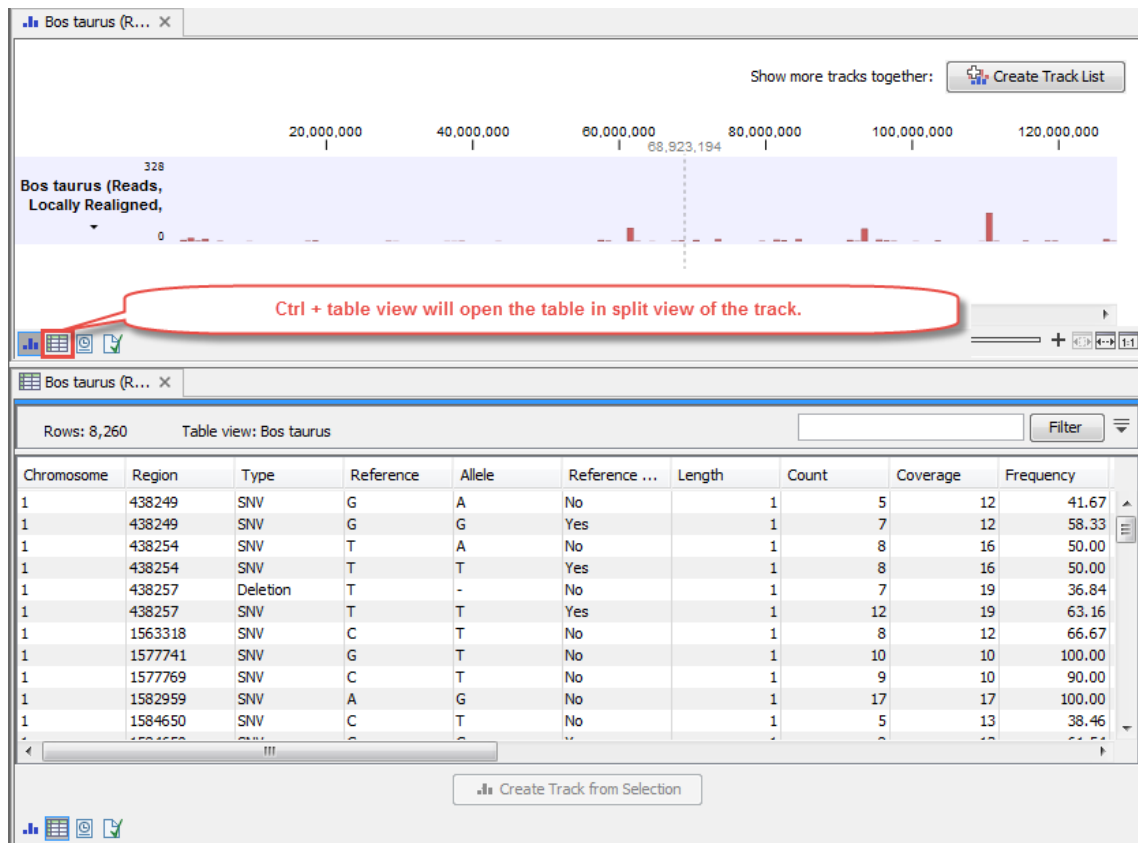 Bos taurus (R...
Show more tracks together: Create Track List
20,000,000 40,000,000 60,000,000 80,000,000 100,000,000 120,000,000
68,923,194
328
Bos taurus (Reads,
Locally Realigned,
0
Ctrl + table view will open the table in split view of the track.
1:1
Bos taurus (R...
Rows: 8,260 Table view: Bos taurus Filter
Chromosome Region Type Reference Allele Reference ... Length Count Coverage Frequency
1 438249 SNV G A No 1 5 12 41.67
1 438249 SNV G G Yes 1 7 12 58.33
1 438254 SNV T A No 1 8 16 50.00
1 438254 SNV T T Yes 1 8 16 50.00
1 438257 Deletion T - No 1 7 19 36.84
1 438257 SNV T T Yes 1 12 19 63.16
1 1563318 SNV C T No 1 8 12 66.67
1 1577741 SNV G T No 1 10 10 100.00
1 1577769 SNV C T No 1 9 10 90.00
1 1582959 SNV A G No 1 17 17 100.00
1 1584650 SNV C T No 1 5 13 38.46
Create Track from Selection